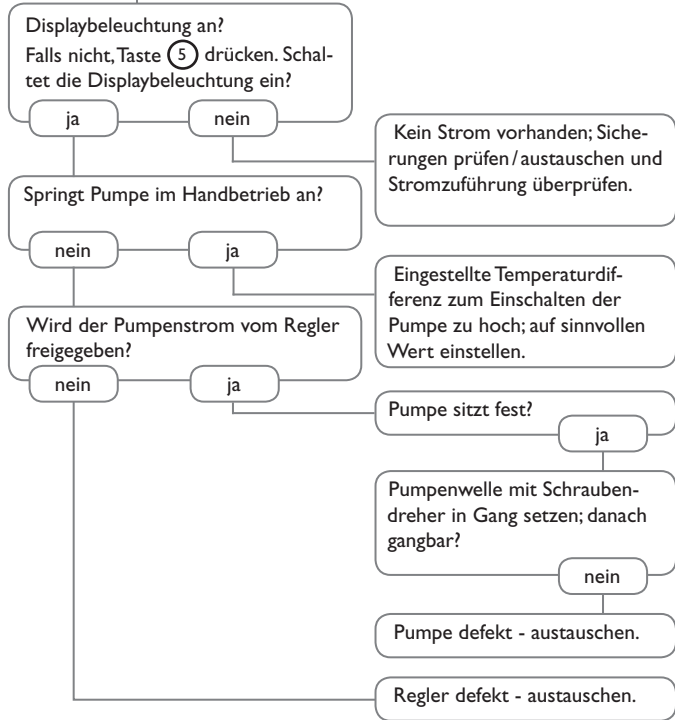 Displaybeleuchtung an?
Falls nicht, Taste 5 drücken. Schal-
tet die Displaybeleuchtung ein?
ja
nein
Kein Strom vorhanden; Siche-
rungen prüfen/austauschen und
Stromzuführung überprüfen.
Springt Pumpe im Handbetrieb an?
nein
ja
Eingestellte Temperaturdif-
ferenz zum Einschalten der
Pumpe zu hoch; auf sinnvollen
Wert einstellen.
Wird der Pumpenstrom vom Regler
freigegeben?
nein
ja
Pumpe sitzt fest?
ja
Pumpenwelle mit Schrauben-
dreher in Gang setzen; danach
gangbar?
nein
Pumpe defekt - austauschen.
Regler defekt - austauschen.